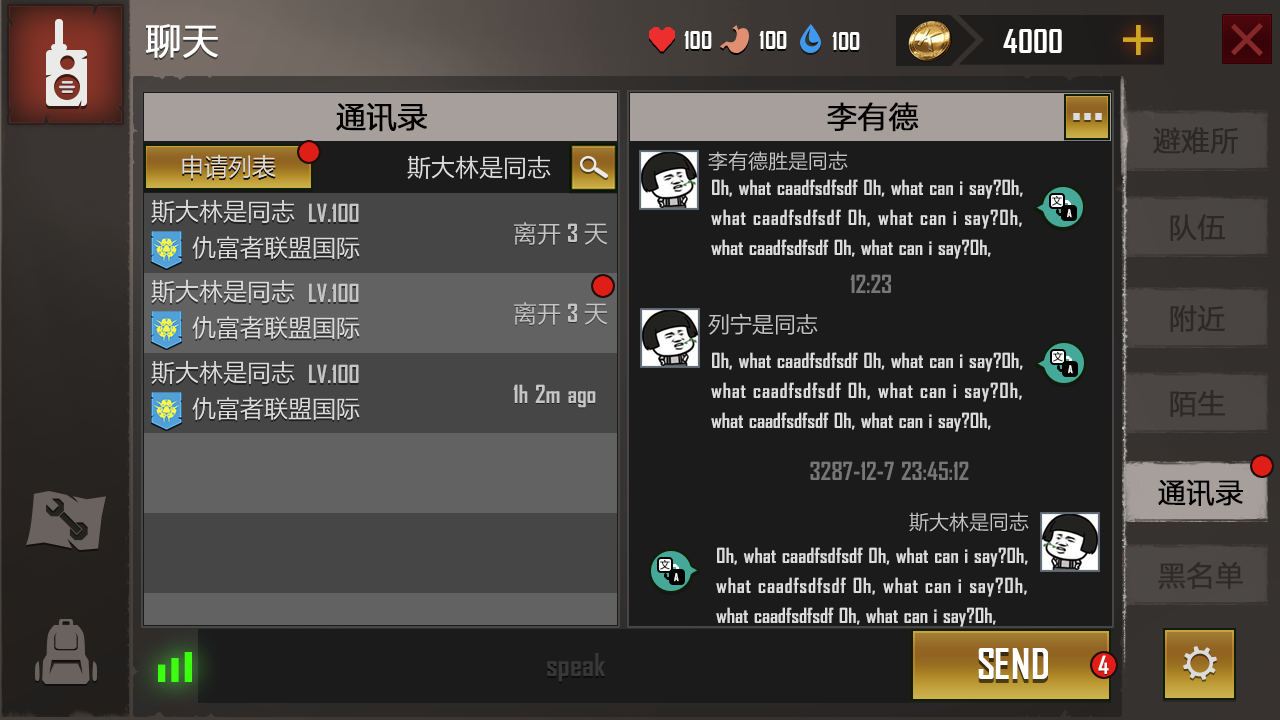 聊天
100
100
100
4000
通讯录
申请列表
斯大林是同志
斯大林是同志 LV.100
仇富者联盟国际
离开 3 天
斯大林是同志 LV.100
仇富者联盟国际
离开 3 天
斯大林是同志 LV.100
仇富者联盟国际
1h 2m ago
李有德
李有德胜是同志
Oh, what caadfsdfsdf Oh, what can i say?Oh,
what caadfsdfsdf Oh, what can i say?Oh,
what caadfsdfsdf Oh, what can i say?Oh,
文
A
12:23
列宁是同志
Oh, what caadfsdfsdf Oh, what can i say?Oh,
what caadfsdfsdf Oh, what can i say?Oh,
what caadfsdfsdf Oh, what can i say?Oh,
文
A
3287-12-7 23:45:12
斯大林是同志
Oh, what caadfsdfsdf Oh, what can i say?Oh,
what caadfsdfsdf Oh, what can i say?Oh,
what caadfsdfsdf Oh, what can i say?Oh,
文
A
speak
SEND
4
避难所
队伍
附近
陌生
通讯录
黑名单